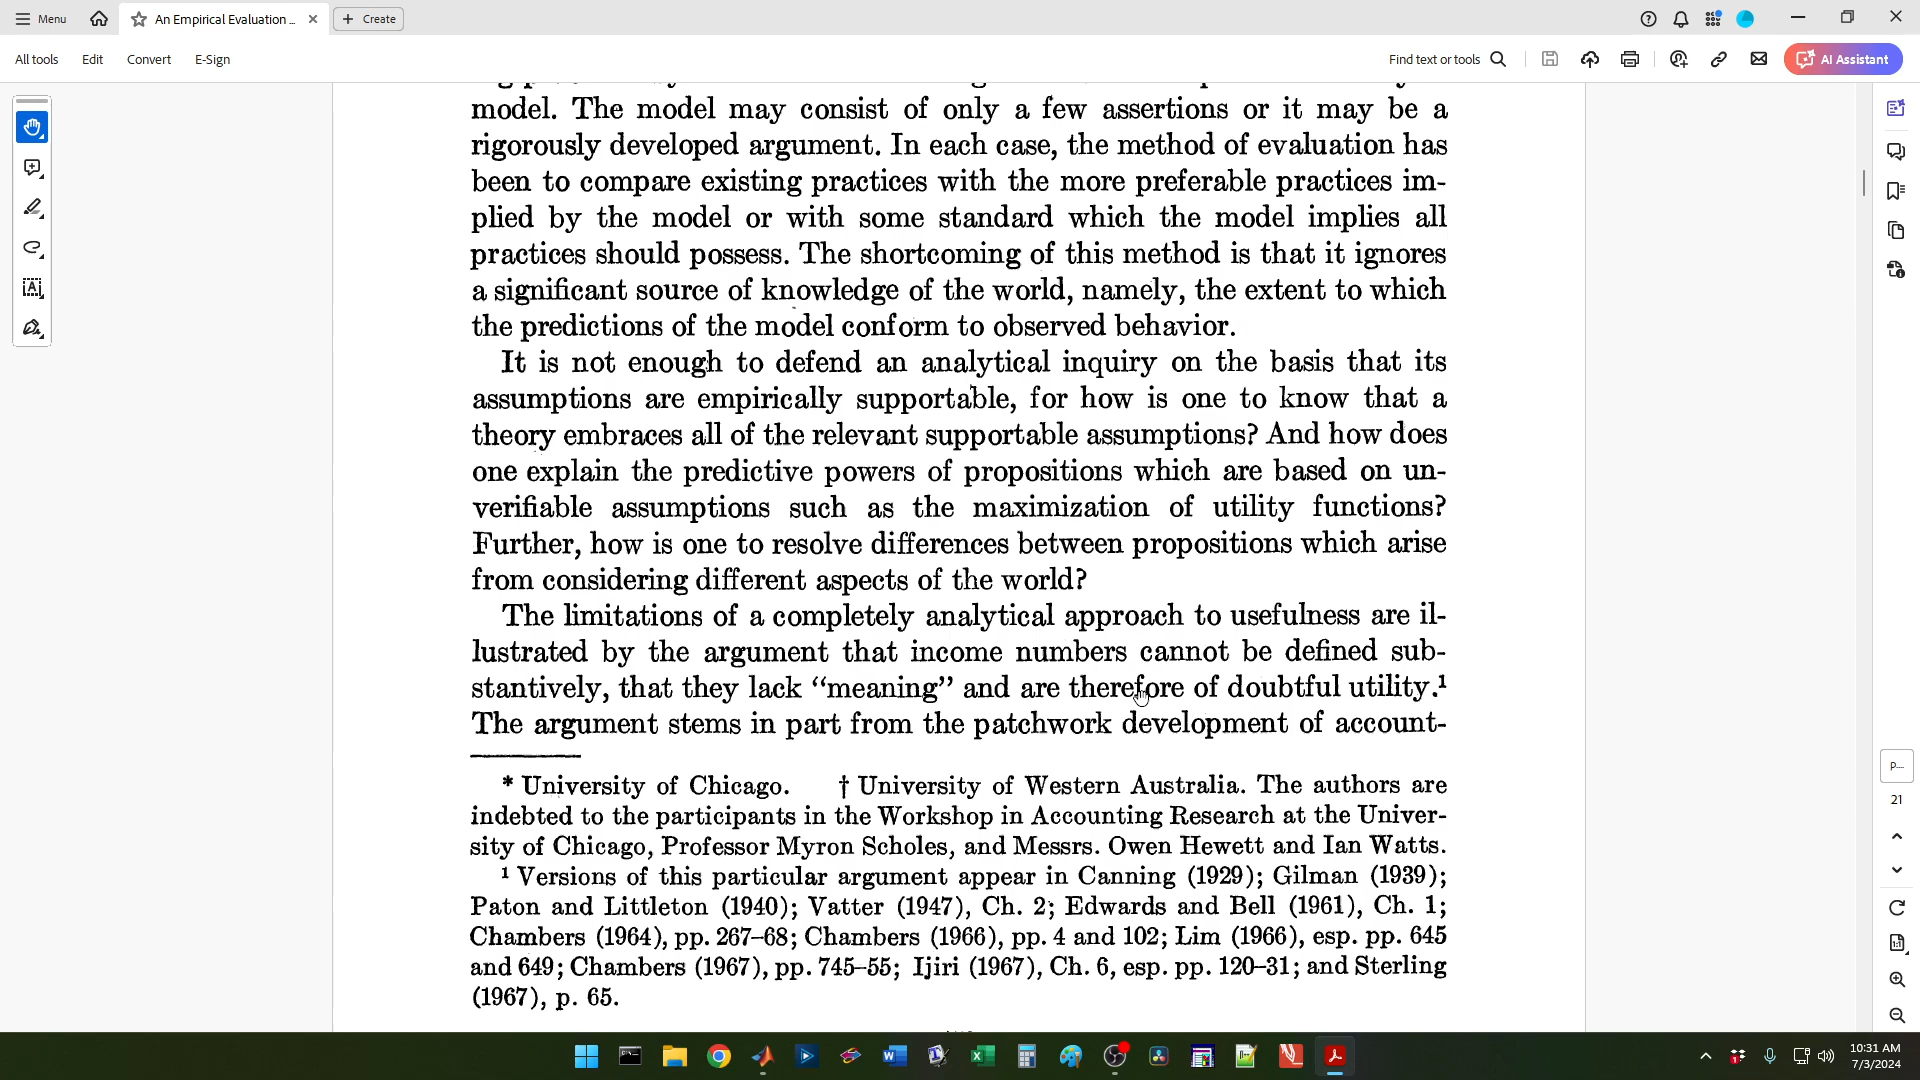 Menu
An Empirical Evaluation ...
Create
All tools
Edit
Convert
E-Sign
Find text or tools
AI Assistant
model. The model may consist of only a few assertions or it may be a
rigorously developed argument. In each case, the method of evaluation has
been to compare existing practices with the more preferable practices im-
plied by the model or with some standard which the model implies all
practices should possess. The shortcoming of this method is that it ignores
a significant source of knowledge of the world, namely, the extent to which
the predictions of the model conform to observed behavior.
It is not enough to defend an analytical inquiry on the basis that its
assumptions are empirically supportable, for how is one to know that a
theory embraces all of the relevant supportable assumptions? And how does
one explain the predictive powers of propositions which are based on un-
verifiable assumptions such as the maximization of utility functions?
Further, how is one to resolve differences between propositions which arise
from considering different aspects of the world?
The limitations of a completely analytical approach to usefulness are il-
lustrated by the argument that income numbers cannot be defined sub-
stantively, that they lack “meaning” and are therefore of doubtful utility.¹
The argument stems in part from the patchwork development of account-
* University of Chicago. † University of Western Australia. The authors are
indebted to the participants in the Workshop in Accounting Research at the Univer-
sity of Chicago, Professor Myron Scholes, and Messrs. Owen Hewett and Ian Watts.
¹ Versions of this particular argument appear in Canning (1929); Gilman (1939);
Paton and Littleton (1940); Vatter (1947), Ch. 2; Edwards and Bell (1961), Ch. 1;
Chambers (1964), pp. 267–68; Chambers (1966), pp. 4 and 102; Lim (1966), esp. pp. 645
and 649; Chambers (1967), pp. 745–55; Ijiri (1967), Ch. 6, esp. pp. 120–31; and Sterling
(1967), p. 65.
P...
21
10:31 AM
7/3/2024